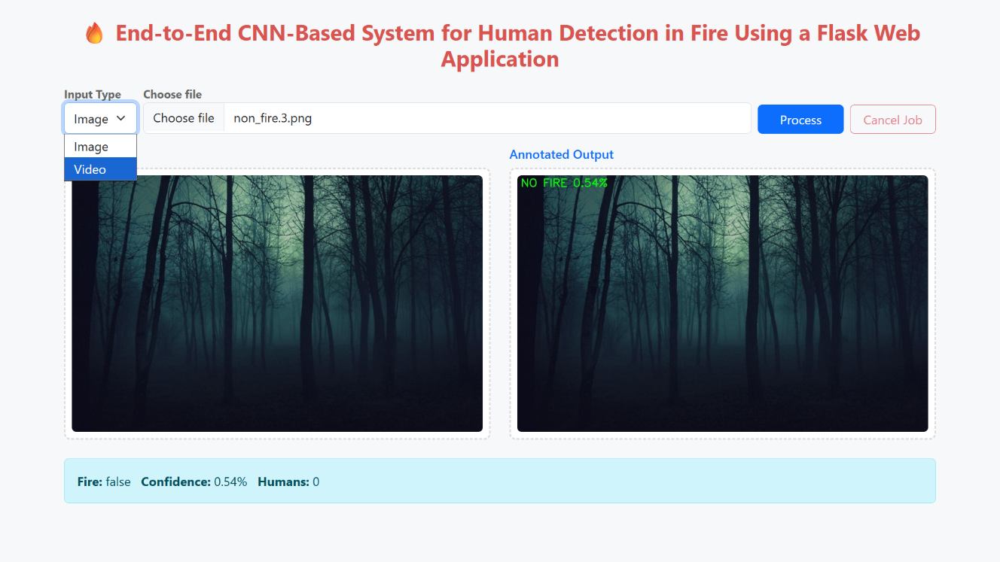 🔥 End-to-End CNN-Based System for Human Detection in Fire Using a Flask Web
Application
Input Type
Choose file
Image
Choose file non_fire.3.png
Process
Cancel Job
Image
Video
Annotated Output
NO FIRE 0.54%
Fire: false Confidence: 0.54% Humans: 0